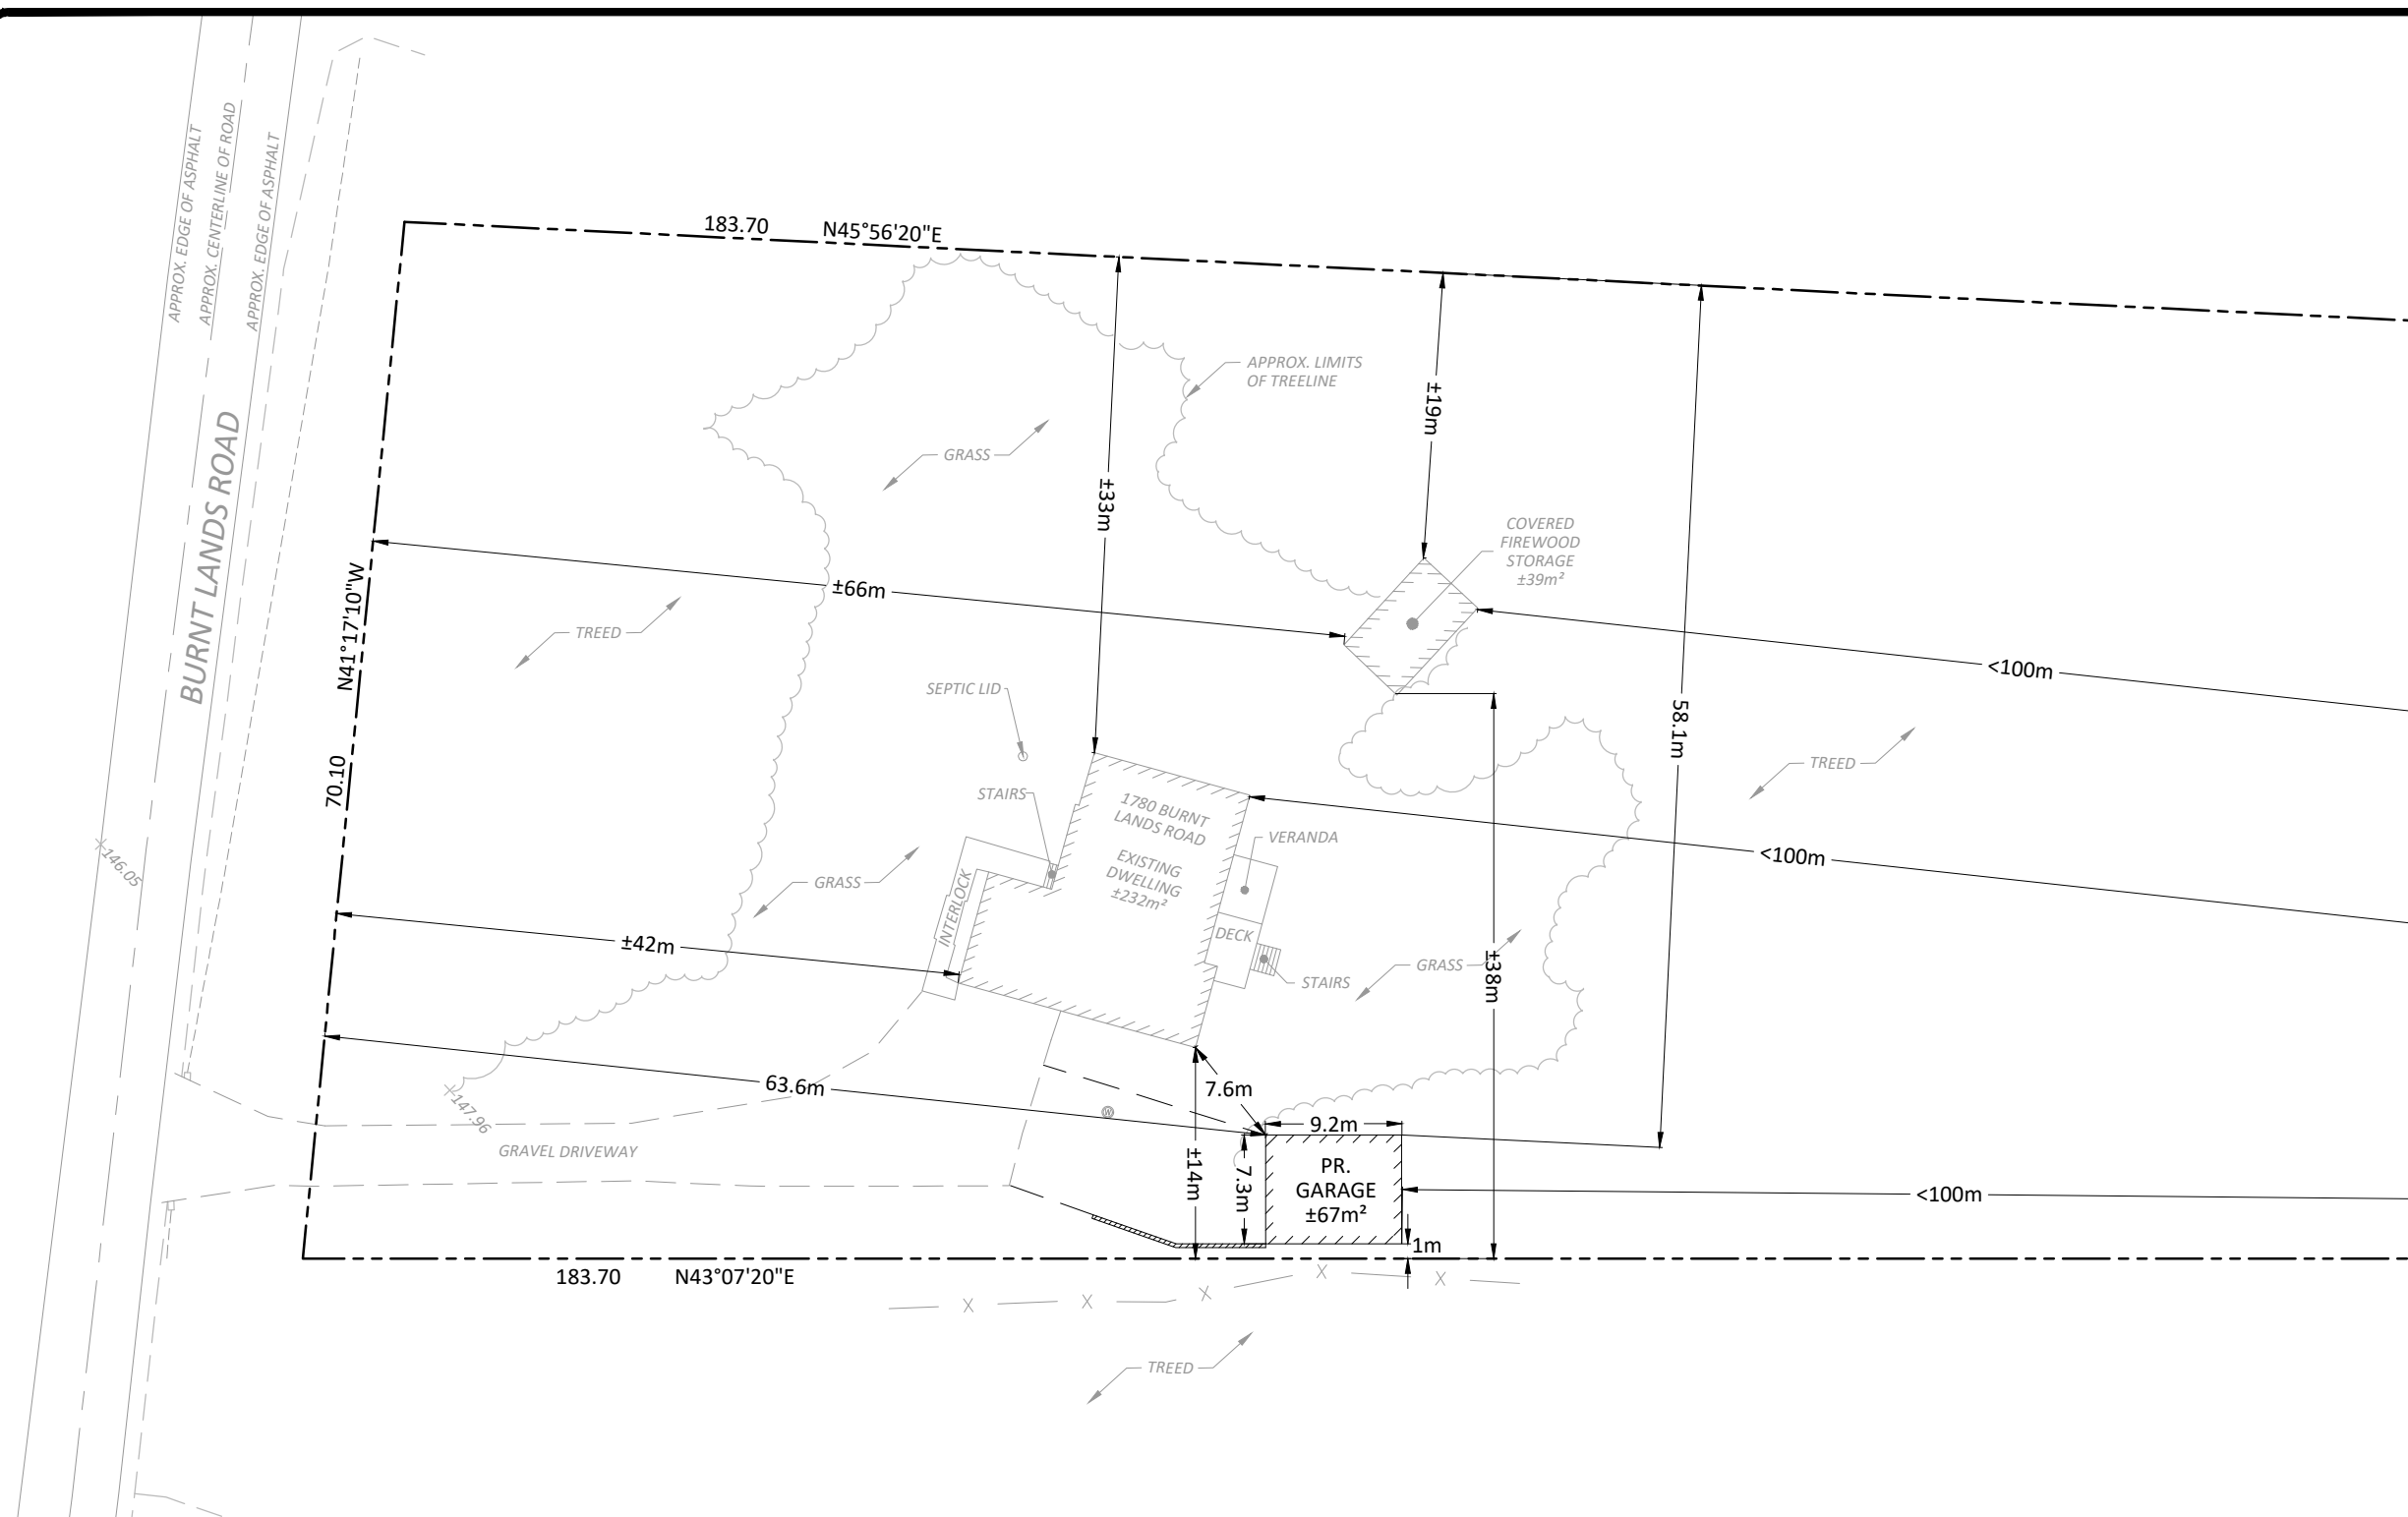 APPROX. EDGE OF ASPHALT
APPROX. CENTERLINE OF ROAD
APPROX. EDGE OF ASPHALT
BURNT LANDS ROAD
183.70
N45°56'20"E
APPROX. LIMITS
OF TREELINE
±19m
GRASS
±33m
COVERED
FIREWOOD
STORAGE
±39m²
±66m
N41°17'10"W
TREED
<100m
SEPTIC LID
58.1m
TREED
70.10
STAIRS
1780 BURNT
LANDS ROAD
EXISTING
DWELLING
±232m²
VERANDA
<100m
146.05
GRASS
INTERLOCK
DECK
±42m
STAIRS
GRASS
±38m
63.6m
7.6m
147.96
W
GRAVEL DRIVEWAY
9.2m
±14m
7.3m
PR.
GARAGE
±67m²
<100m
1m
183.70
N43°07'20"E
X X X X X
TREED